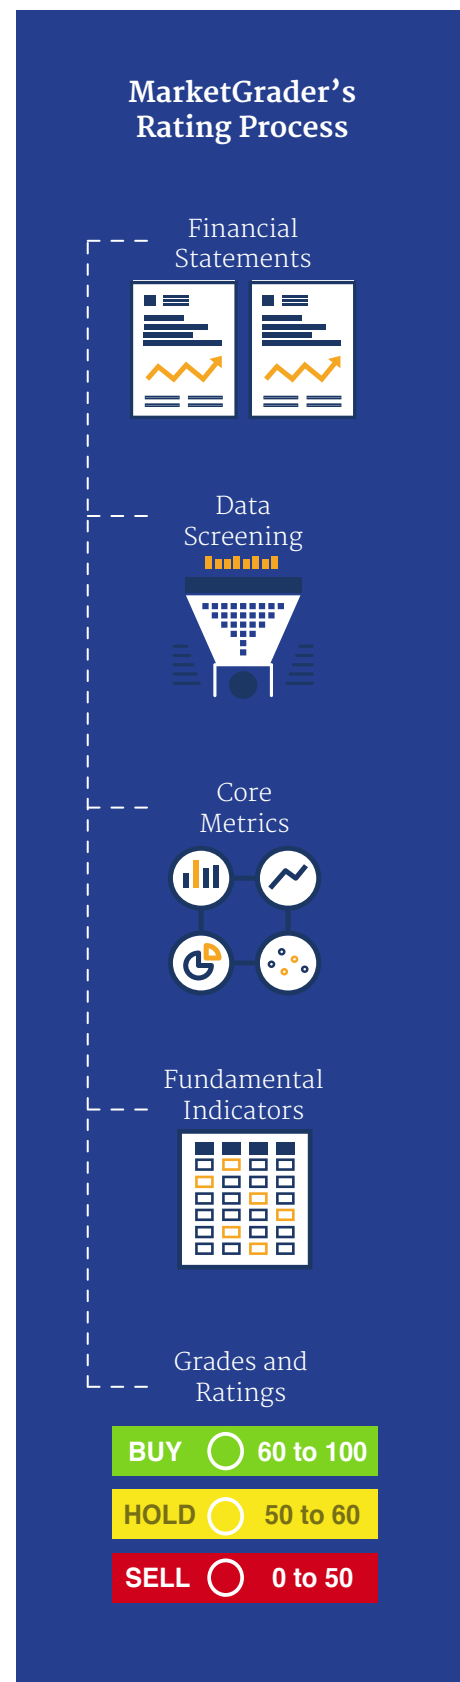 MarketGrader’s
Rating Process
Financial
Statements
Data
Screening
Core
Metrics
Fundamental
Indicators
Grades and
Ratings
BUY 60 to 100
HOLD 50 to 60
SELL 0 to 50